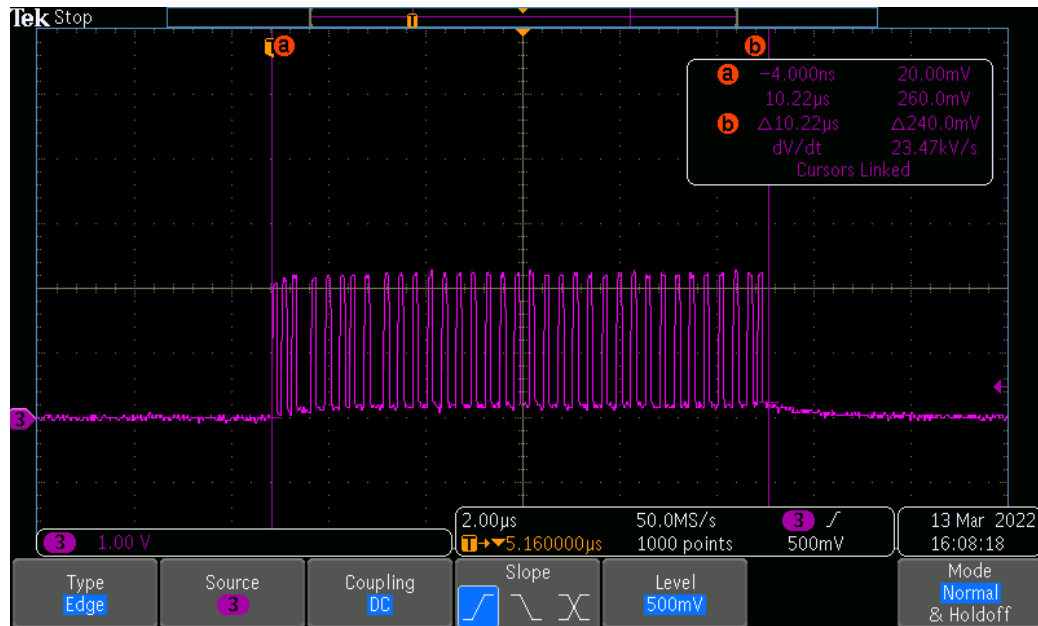 Tek Stop
T
T a b
a −4.000ns 20.00mV
10.22µs 260.0mV
b △10.22µs △240.0mV
dV/dt 23.47kV/s
Cursors Linked
3
3 1.00 V
2.00µs 50.0MS/s 3
T→▼5.160000µs 1000 points 500mV
13 Mar 2022
16:08:18
Type
Edge
Source
3
Coupling
DC
Slope
Level
500mV
Mode
Normal
& Holdoff